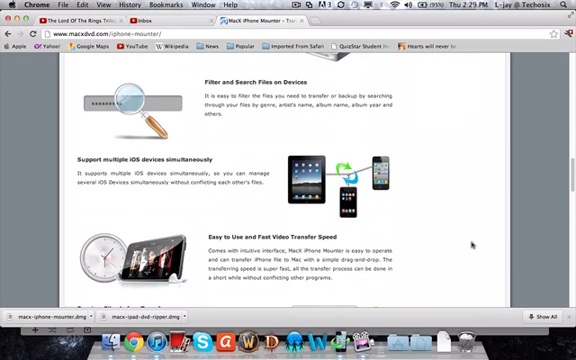 Chrome File Edit View History Bookmarks Window Help
(95%) Thu 2:29 PM L-jay @ Techosix
The Lord Of The Rings Trilog
Inbox
MacX iPhone Mounter – Tran
www.macxdvd.com/iphone-mounter/
Apple Yahoo! Google Maps YouTube Wikipedia News Popular Imported From Safari QuizStar Student Ho Hearts will never be
Filter and Search Files on Devices
It is easy to filter the files you need to transfer or backup by searching
through your files by genre, artist's name, album name, album year and
others.
Support multiple iOS devices simultaneously
It supports multiple iOS devices simultaneously, so you can manage
several iOS Devices simultaneously without conflicting each other's files.
Easy to Use and Fast Video Transfer Speed
Comes with intuitive interface, MacX iPhone Mounter is easy to operate
and can transfer iPhone file to Mac with a simple drag-and-drop. The
transferring speed is super fast, all the transfer process can be done in
a short while without conflicting other programs.
macx-iphone-mounter.dmg
macx-ipad-dvd-ripper.dmg
Show All